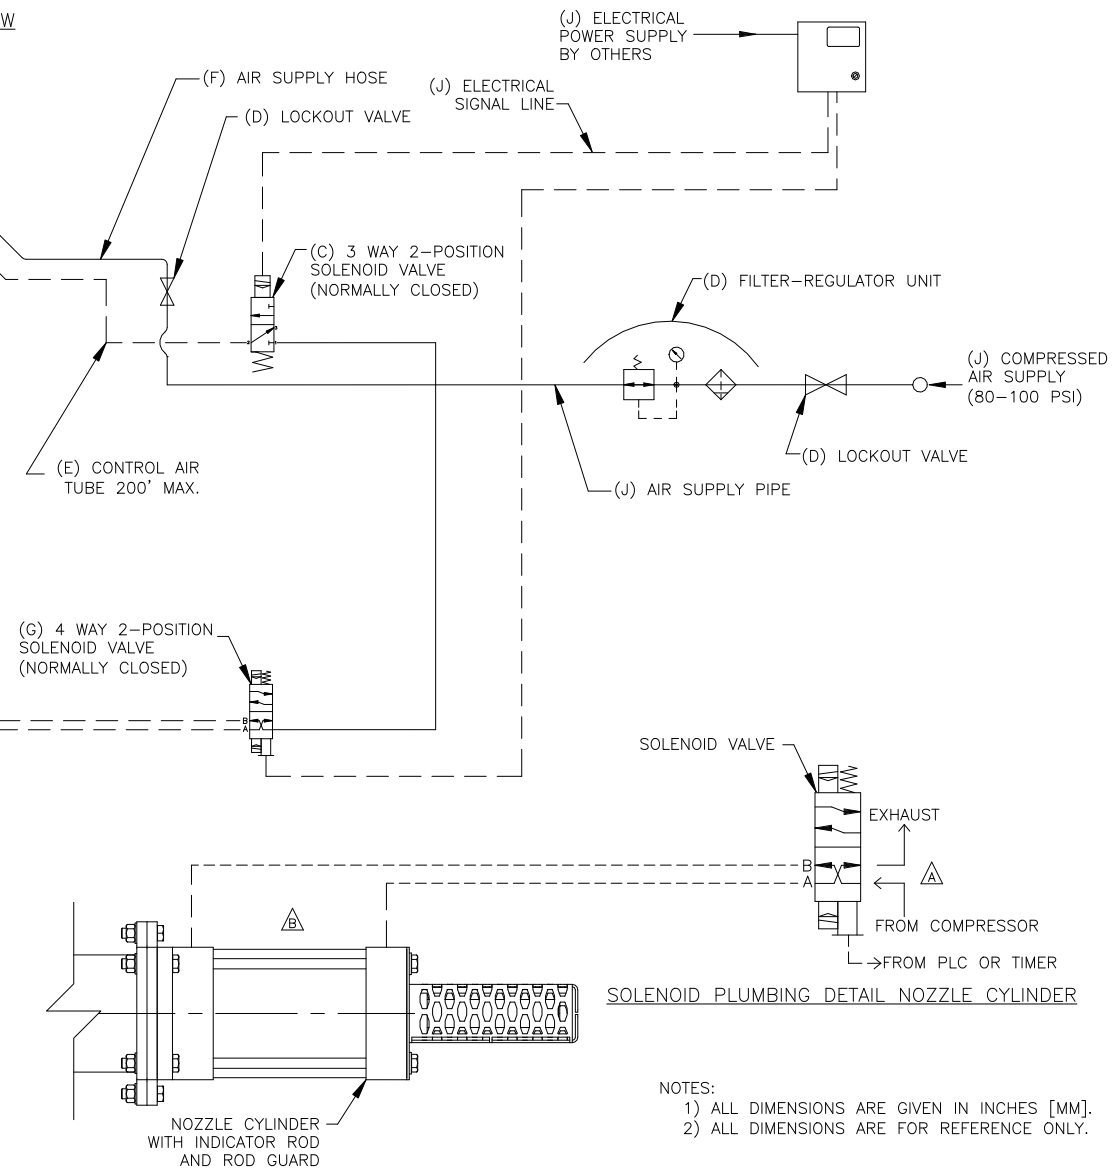 W
(J) ELECTRICAL
POWER SUPPLY
BY OTHERS
(F) AIR SUPPLY HOSE
(J) ELECTRICAL
SIGNAL LINE
(D) LOCKOUT VALVE
(C) 3 WAY 2-POSITION
SOLENOID VALVE
(NORMALLY CLOSED)
(D) FILTER-REGULATOR UNIT
2
3
1
(J) COMPRESSED
AIR SUPPLY
(80-100 PSI)
(D) LOCKOUT VALVE
(E) CONTROL AIR
TUBE 200' MAX.
(J) AIR SUPPLY PIPE
(G) 4 WAY 2-POSITION
SOLENOID VALVE
(NORMALLY CLOSED)
B
A
SOLENOID VALVE
EXHAUST
B
A
A
FROM COMPRESSOR
FROM PLC OR TIMER
B
SOLENOID PLUMBING DETAIL NOZZLE CYLINDER
NOZZLE CYLINDER
WITH INDICATOR ROD
AND ROD GUARD
NOTES:
1) ALL DIMENSIONS ARE GIVEN IN INCHES [MM].
2) ALL DIMENSIONS ARE FOR REFERENCE ONLY.